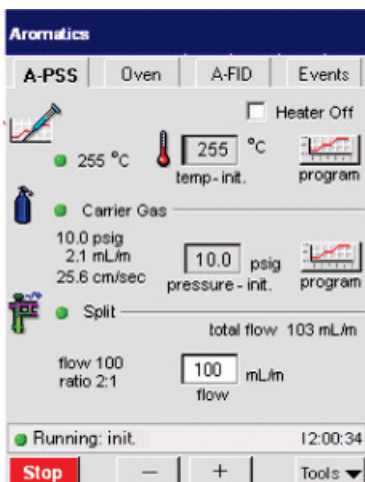 Aromatics
A-PSS Oven A-FID Events
Heater Off
255 °C 255 °C
temp-init. program
Carrier Gas
10.0 psig
2.1 mL/m 10.0 psig
25.6 cm/sec pressure-init. program
Split
total flow 103 mL/m
flow 100 100 mL/m
ratio 2:1 flow
Running: init. 12:00:34
Stop — + Tools